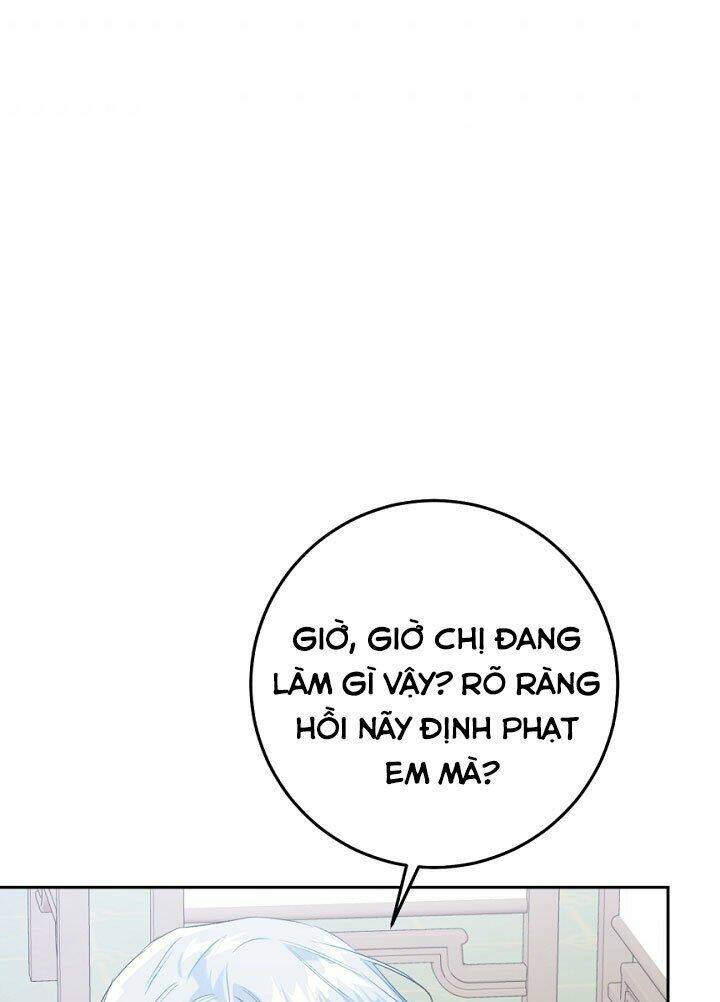 GIỜ, GIỜ CHỊ ĐANG
LÀM GÌ VẬY? RÕ RÀNG
HỒI NÃY ĐỊNH PHẠT
EM MÀ?